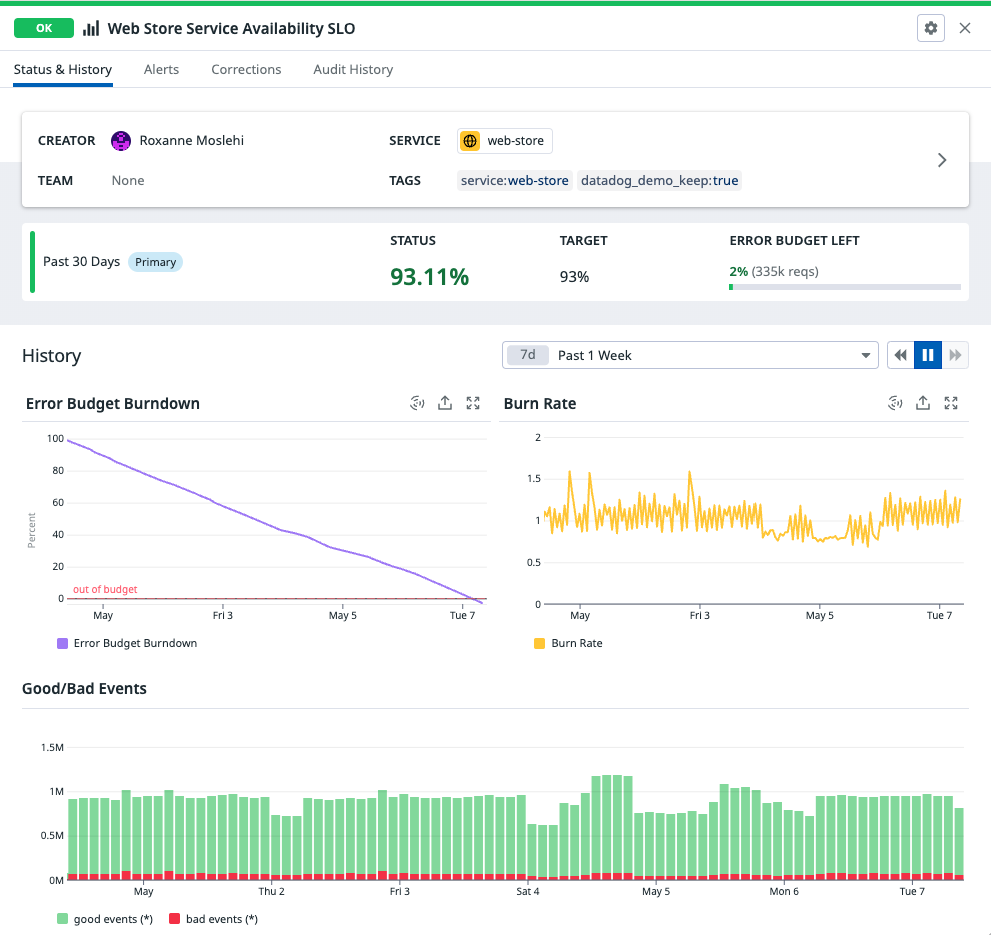 OK Web Store Service Availability SLO
Status & History Alerts Corrections Audit History
CREATOR Roxanne Moslehi SERVICE web-store
TEAM None TAGS service:web-store datadog_demo_keep:true
STATUS TARGET ERROR BUDGET LEFT
Past 30 Days Primary 93.11% 93% 2% (335k reqs)
History 7d Past 1 Week
Error Budget Burndown
100
80
60
40
20
0
Percent
out of budget
May Fri 3 May 5 Tue 7
Error Budget Burndown
Burn Rate
2
1.5
1
0.5
0
May Fri 3 May 5 Tue 7
Burn Rate
Good/Bad Events
1.5M
1M
0.5M
0M
May Thu 2 Fri 3 Sat 4 May 5 Mon 6 Tue 7
good events (*) bad events (*)